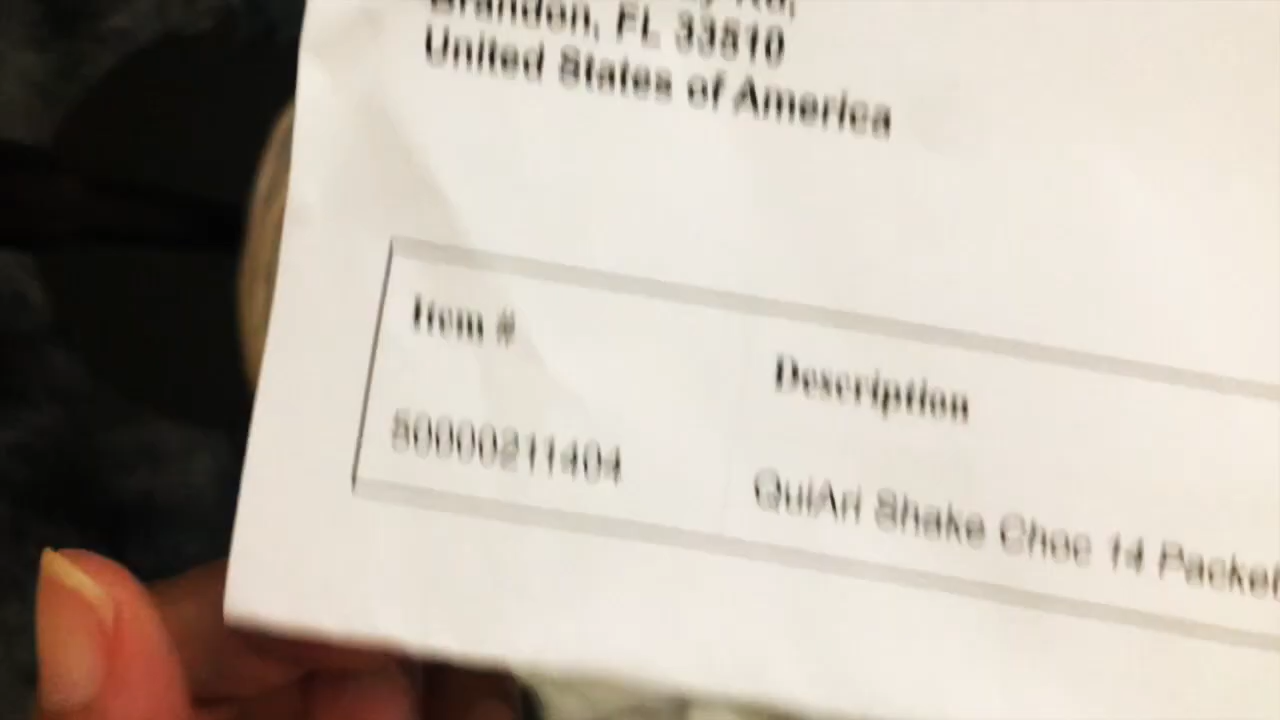 Brandon, FL 33510
United States of America
Item #
Description
50000211404
QuiAri Shake Choc 14 Packet